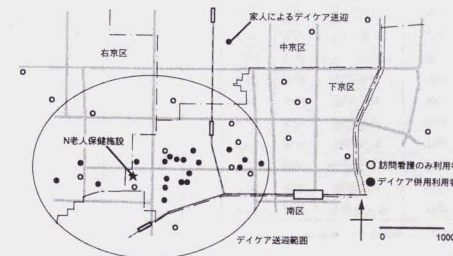 家人によるデイケア送迎
右京区
中京区
下京区
N老人保健施設
訪問看護のみ利用
デイケア併用利用者
南区
デイケア送迎範囲
0
1000